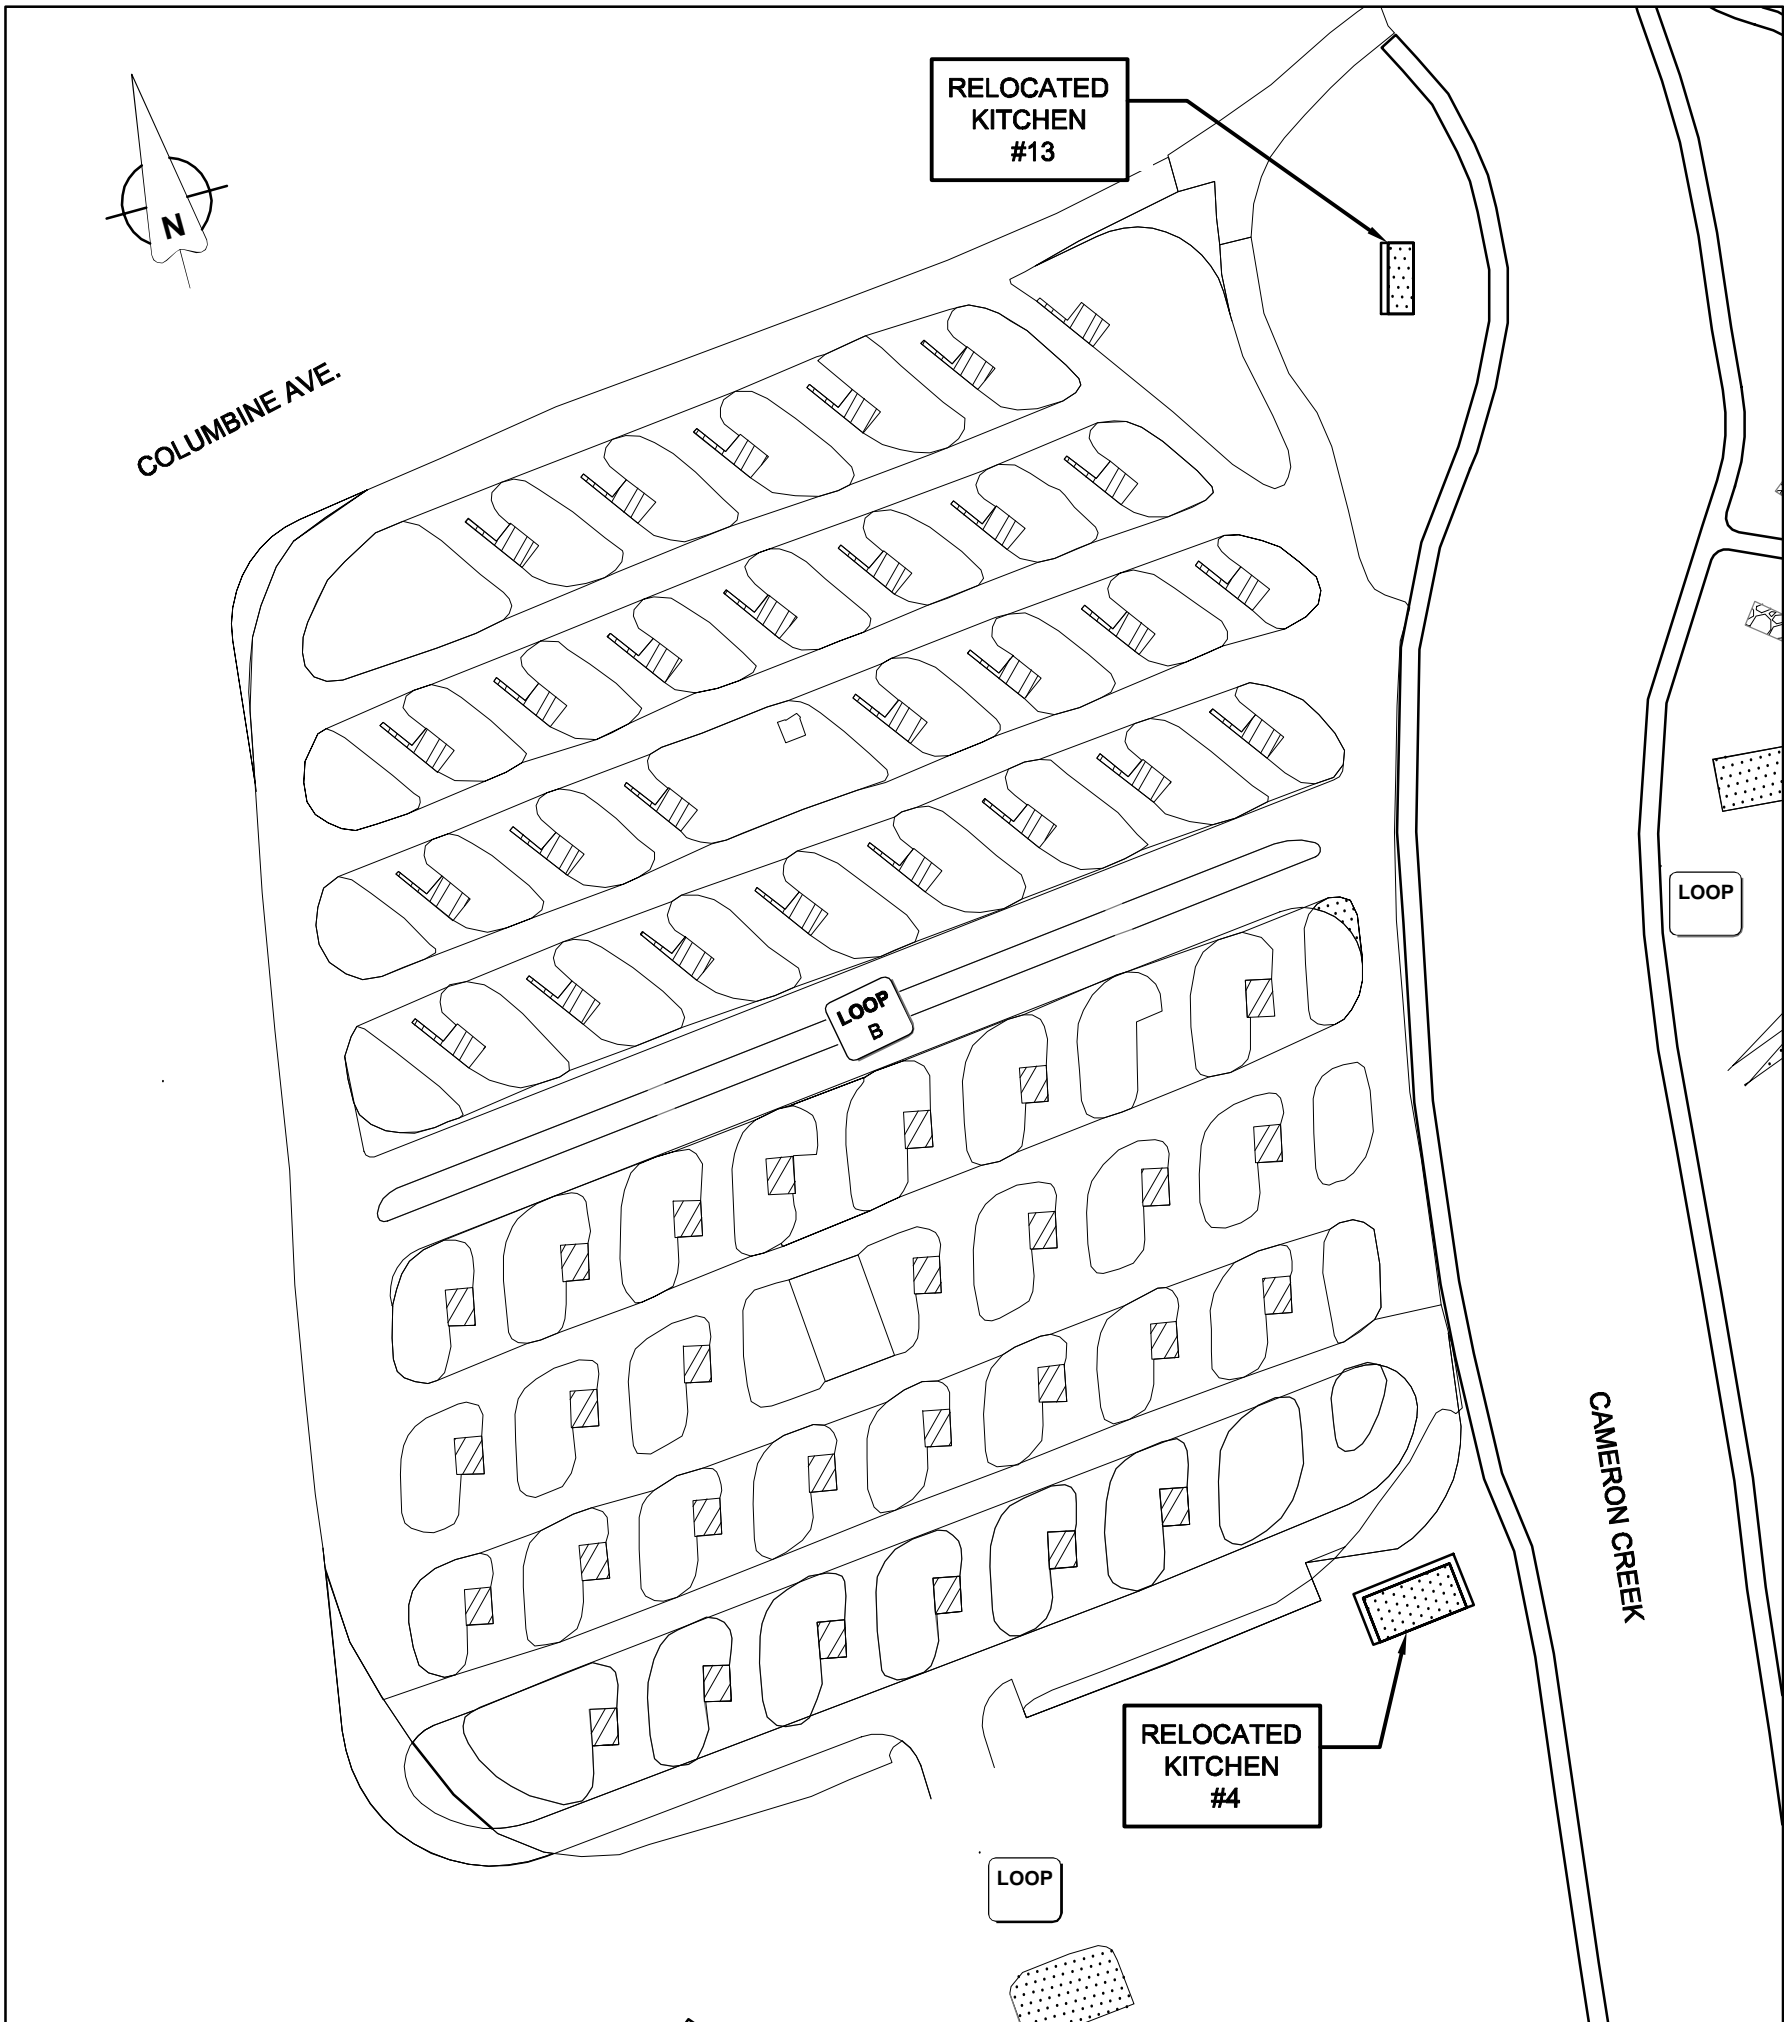 RELOCATED
KITCHEN
#13
N
COLUMBINE AVE.
LOOP
LOOP
B
CAMERON CREEK
RELOCATED
KITCHEN
#4
LOOP